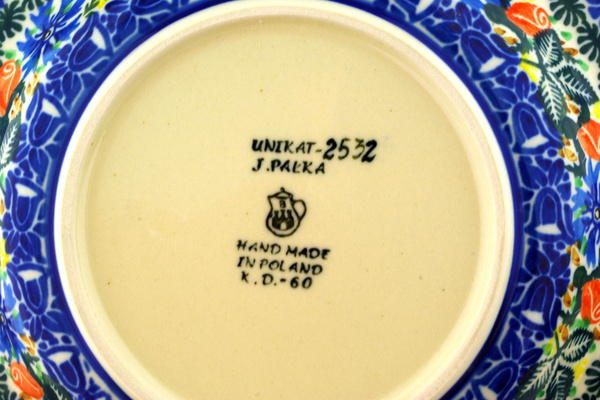 UNIKAT-2532
J.PAŁKA
B
HAND MADE
IN POLAND
K.D.-60